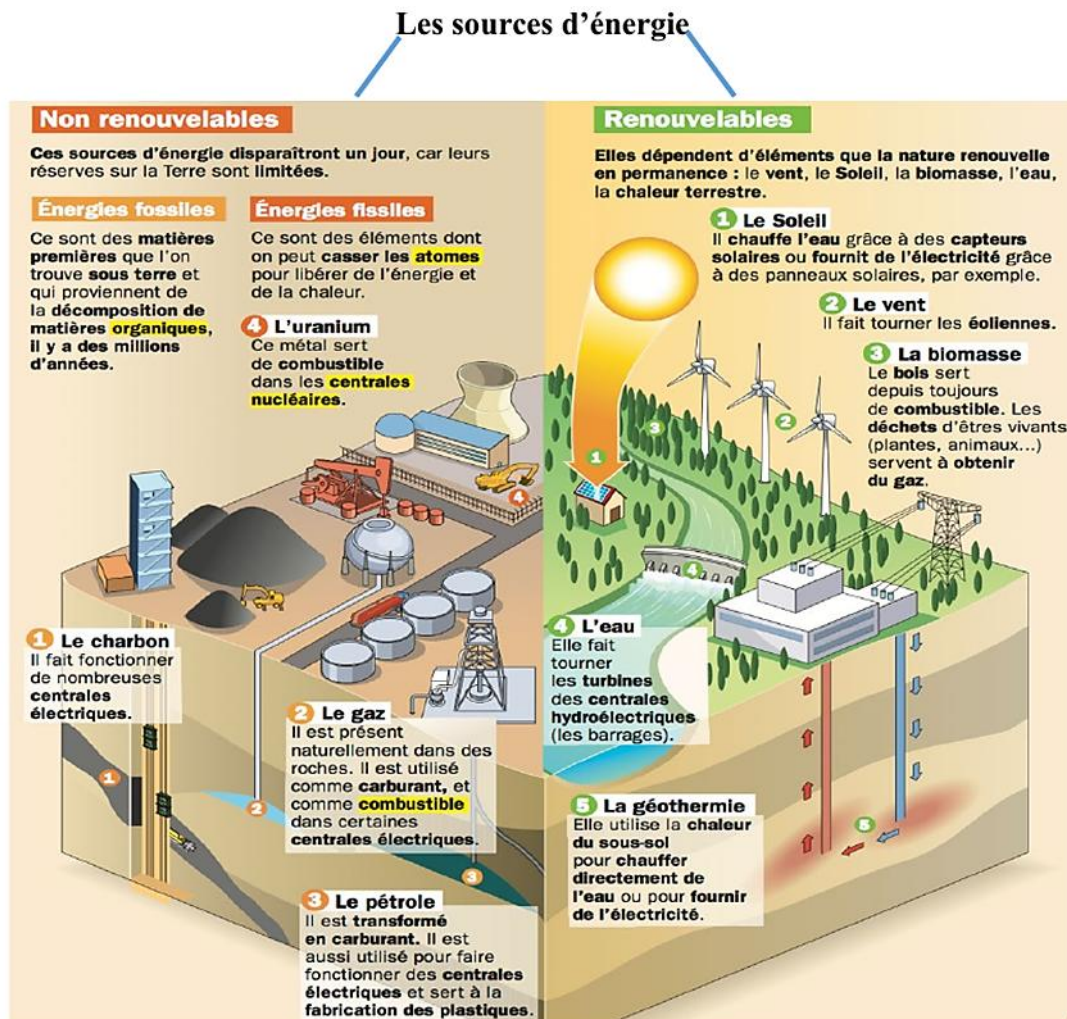 Les sources d'énergie
Non renouvelables
Ces sources d'énergie disparaîtront un jour, car leurs
réserves sur la Terre sont limitées.
Énergies fossiles
Ce sont des matières
premières que l'on
trouve sous terre et
qui proviennent de
la décomposition de
matières organiques,
il y a des millions
d'années.
Énergies fissiles
Ce sont des éléments dont
on peut casser les atomes
pour libérer de l'énergie et
de la chaleur.
4 L'uranium
Ce métal sert
de combustible
dans les centrales
nucléaires.
4
1 Le charbon
Il fait fonctionner
de nombreuses
centrales
électriques.
1
2 Le gaz
Il est présent
naturellement dans des
roches. Il est utilisé
comme carburant, et
comme combustible
dans certaines
centrales électriques.
2
3
3 Le pétrole
Il est transformé
en carburant. Il est
aussi utilisé pour faire
fonctionner des centrales
électriques et sert à la
fabrication des plastiques.
Renouvelables
Elles dépendent d'éléments que la nature renouvelle
en permanence : le vent, le Soleil, la biomasse, l'eau,
la chaleur terrestre.
1 Le Soleil
Il chauffe l'eau grâce à des capteurs
solaires ou fournit de l'électricité grâce
à des panneaux solaires, par exemple.
2 Le vent
Il fait tourner les éoliennes.
3 La biomasse
Le bois sert
depuis toujours
de combustible. Les
déchets d'êtres vivants
(plantes, animaux...)
servent à obtenir
du gaz.
3
2
1
4
4 L'eau
Elle fait
tourner
les turbines
des centrales
hydroélectriques
(les barrages).
5 La géothermie
Elle utilise la chaleur
du sous-sol
pour chauffer
directement de
l'eau ou pour fournir
de l'électricité.
5